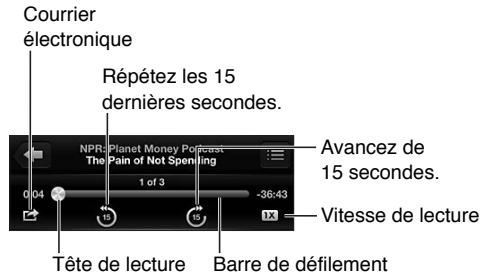 Courrier
électronique
Répétez les 15
dernières secondes.
NPR: Planet Money Podcast
The Pain of Not Spending
Avancez de
15 secondes.
1 of 3
0:04
-36:43
15
15
1X
Vitesse de lecture
Tête de lecture
Barre de défilement